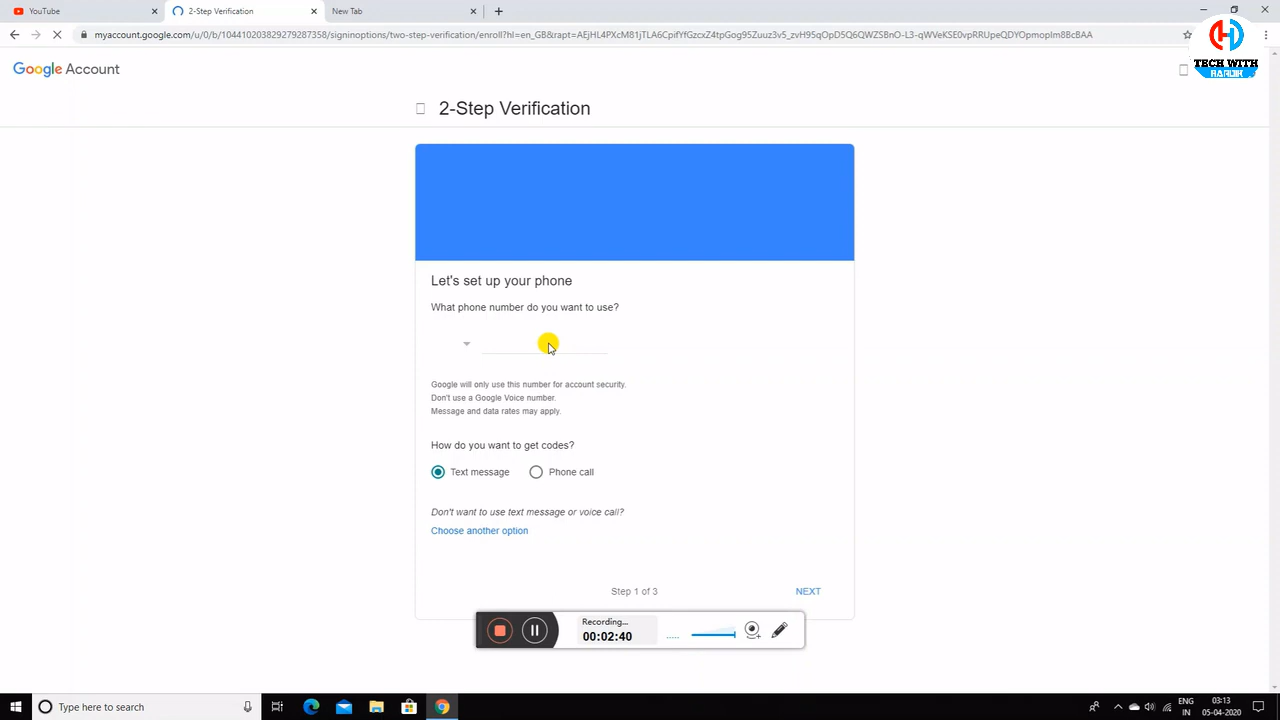 YouTube
2-Step Verification
New Tab
myaccount.google.com/u/0/b/104410203829279287358/signinoptions/two-step-verification/enroll?hl=en_GB&rapt=AEjHL4PXcM81jTLA6CpifYfGzcxZ4tpGog95Zuuz3v5_zvH95qOpD5Q6QWZSBnO-L3-qWVeKSE0vpRRUpeQDYOpmopIm8BcBAA
TECH WITH
HARDIK
Google Account
2-Step Verification
Let's set up your phone
What phone number do you want to use?
Google will only use this number for account security.
Don't use a Google Voice number.
Message and data rates may apply.
How do you want to get codes?
Text message
Phone call
Don't want to use text message or voice call?
Choose another option
Step 1 of 3
NEXT
Recording...
00:02:40
Type here to search
ENG
IN
03:13
05-04-2020